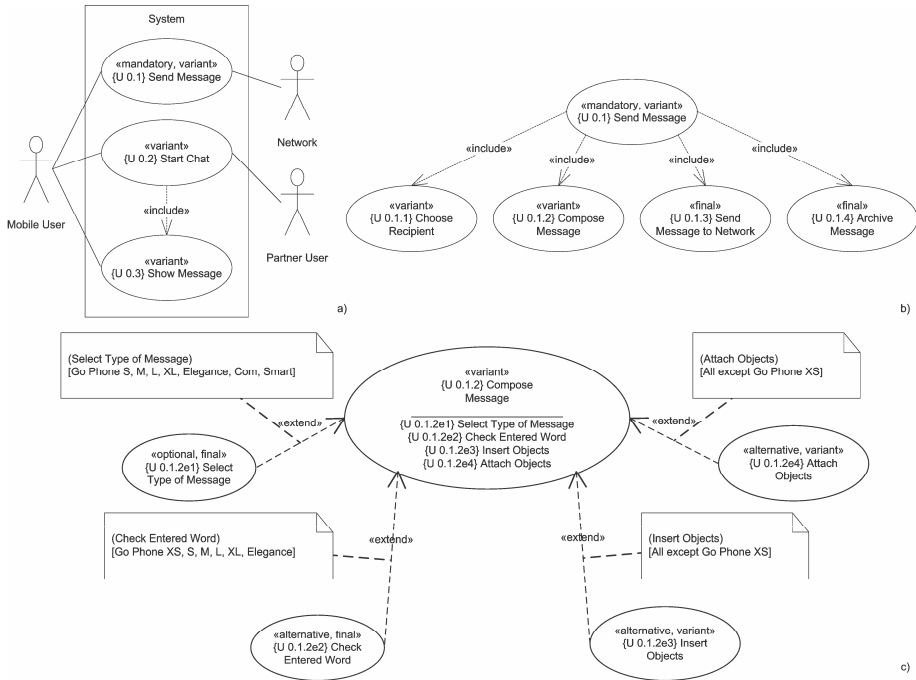 System
«mandatory, variant»
{U 0.1} Send Message
Network
«variant»
{U 0.2} Start Chat
Mobile User
«include»
Partner User
«variant»
{U 0.3} Show Message
a)
«mandatory, variant»
{U 0.1} Send Message
«include»
«include»
«include»
«include»
«variant»
{U 0.1.1} Choose
Recipient
«variant»
{U 0.1.2} Compose
Message
«final»
{U 0.1.3} Send
Message to Network
«final»
{U 0.1.4} Archive
Message
b)
(Select Type of Message)
[Go Phone S, M, L, XL, Elegance, Com, Smart]
«variant»
{U 0.1.2} Compose
Message
{U 0.1.2e1} Select Type of Message
{U 0.1.2e2} Check Entered Word
{U 0.1.2e3} Insert Objects
{U 0.1.2e4} Attach Objects
(Attach Objects)
[All except Go Phone XS]
«extend»
«extend»
«optional, final»
{U 0.1.2e1} Select
Type of Message
«alternative, variant»
{U 0.1.2e4} Attach
Objects
(Check Entered Word)
[Go Phone XS, S, M, L, XL, Elegance]
«extend»
«extend»
(Insert Objects)
[All except Go Phone XS]
«alternative, final»
{U 0.1.2e2} Check
Entered Word
«alternative, variant»
{U 0.1.2e3} Insert
Objects
c)